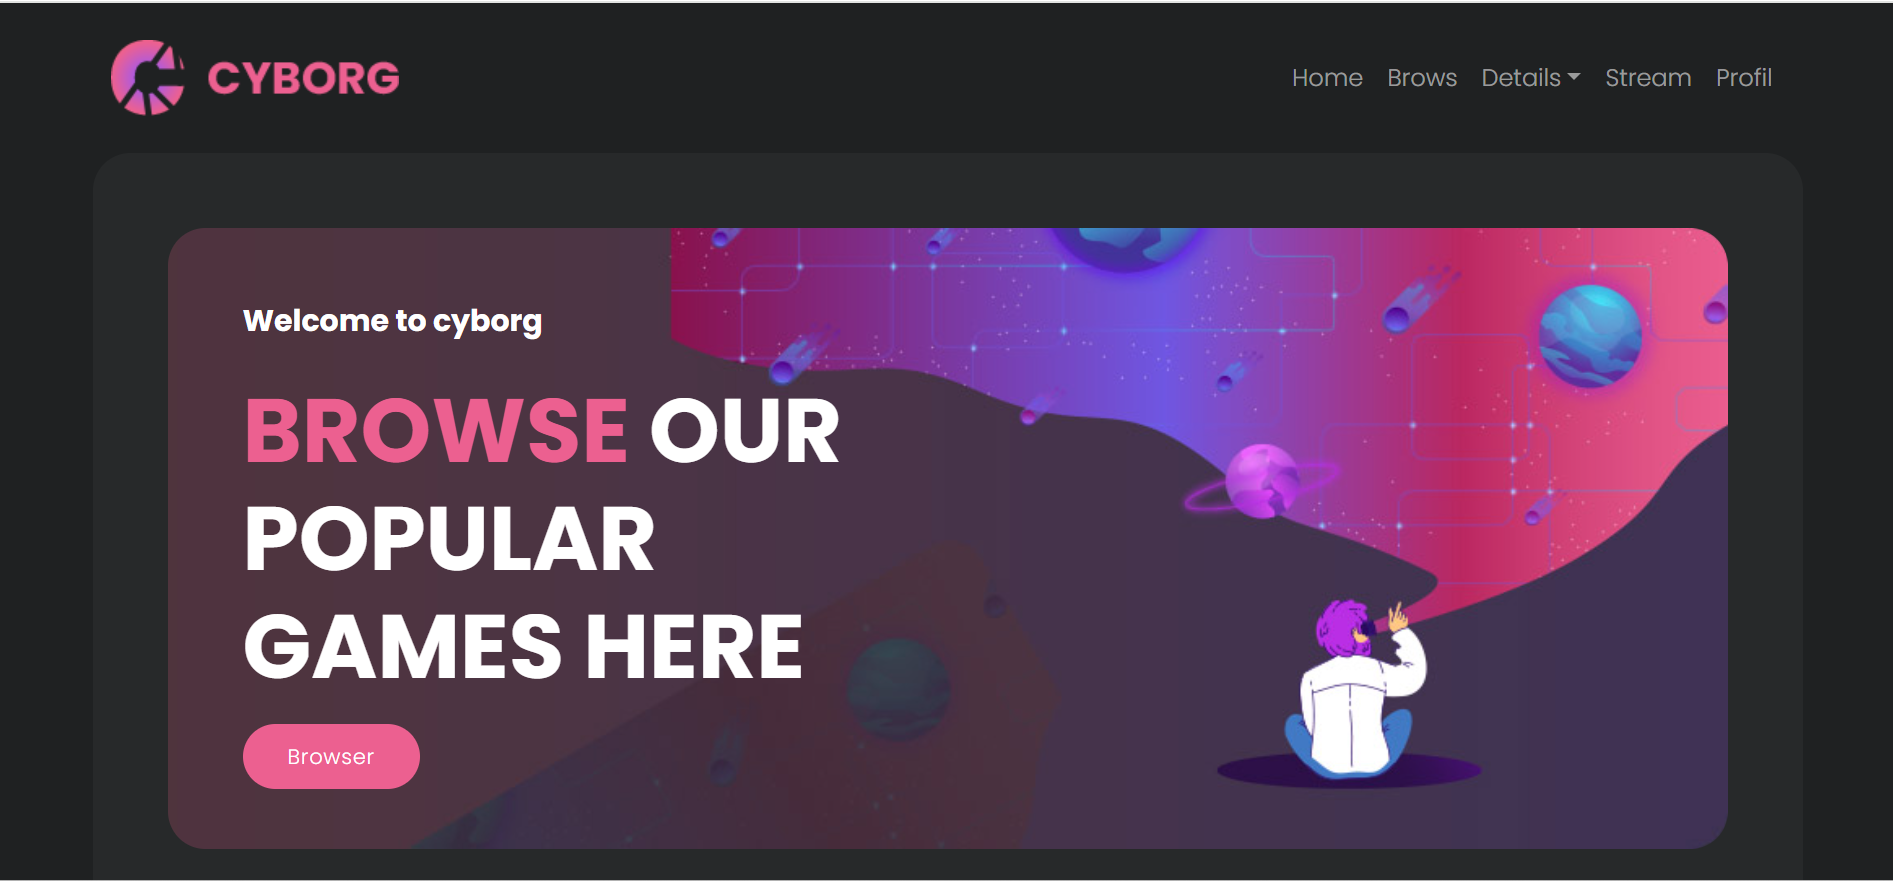 CYBORG
Home Brows Details Stream Profil
Welcome to cyborg
BROWSE OUR
POPULAR
GAMES HERE
Browser